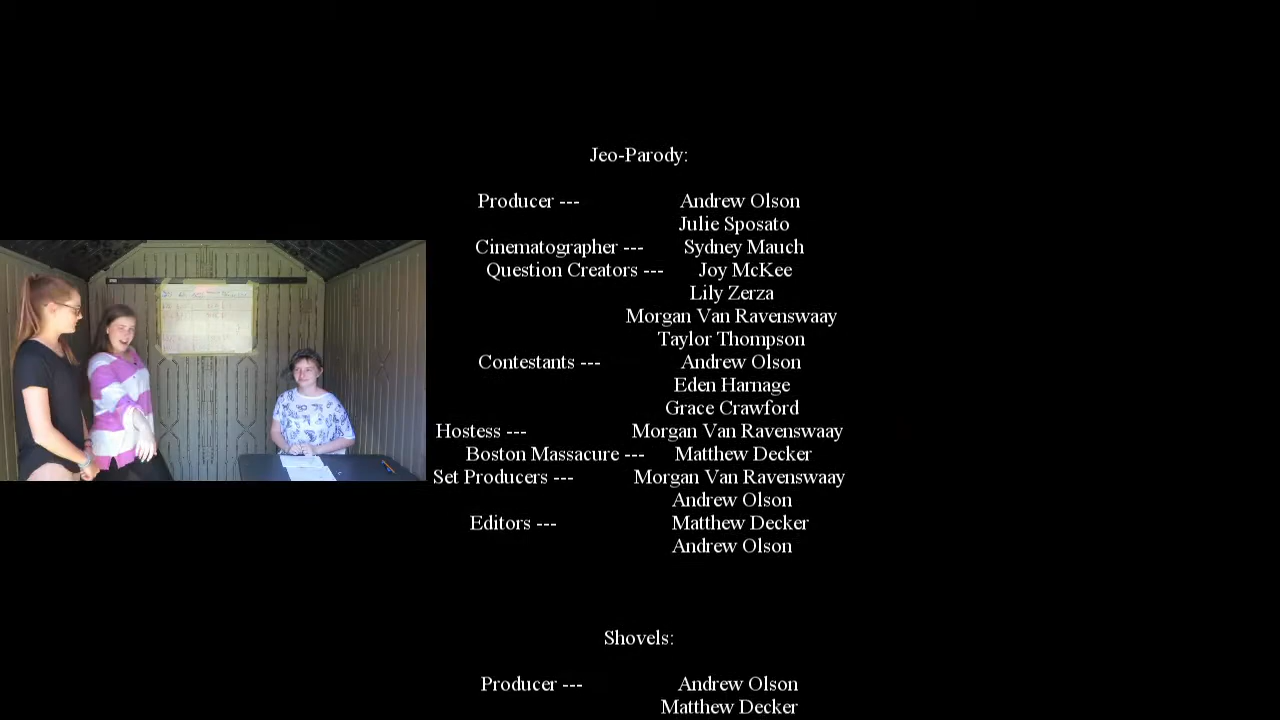 Jeo-Parody:
Producer --- Andrew Olson
Julie Sposato
Cinematographer --- Sydney Mauch
Question Creators --- Joy McKee
Lily Zerza
Morgan Van Ravenswaay
Taylor Thompson
Contestants --- Andrew Olson
Eden Harnage
Grace Crawford
Hostess --- Morgan Van Ravenswaay
Boston Massacure --- Matthew Decker
Set Producers --- Morgan Van Ravenswaay
Andrew Olson
Editors --- Matthew Decker
Andrew Olson
Shovels:
Producer --- Andrew Olson
Matthew Decker